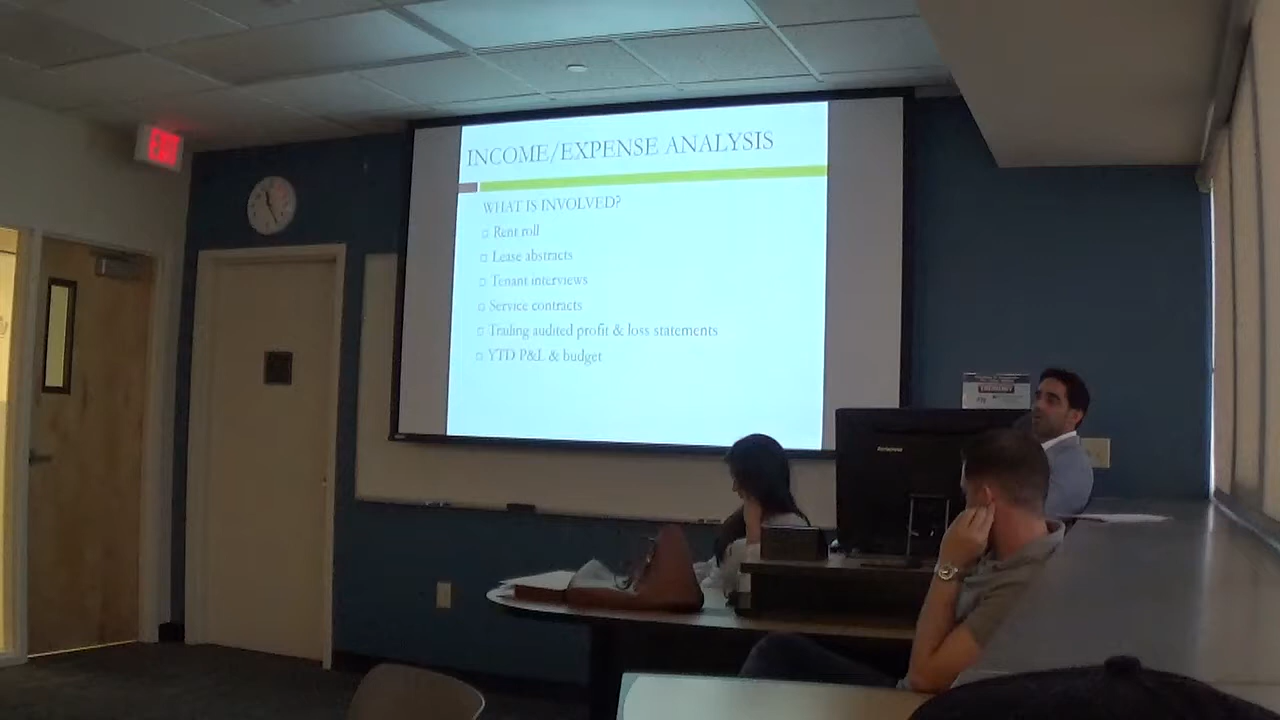 EXIT
INCOME/EXPENSE ANALYSIS
WHAT IS INVOLVED?
Rent roll
Lease abstracts
Tenant interviews
Service contracts
Trailing audited profit & loss statements
YTD P&L & budget
lenovo